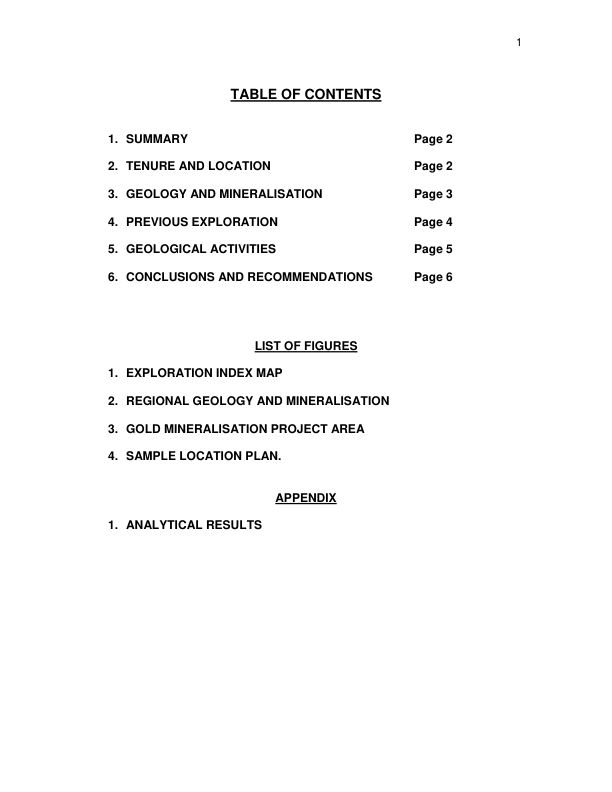 1
TABLE OF CONTENTS
1. SUMMARY Page 2
2. TENURE AND LOCATION Page 2
3. GEOLOGY AND MINERALISATION Page 3
4. PREVIOUS EXPLORATION Page 4
5. GEOLOGICAL ACTIVITIES Page 5
6. CONCLUSIONS AND RECOMMENDATIONS Page 6
LIST OF FIGURES
1. EXPLORATION INDEX MAP
2. REGIONAL GEOLOGY AND MINERALISATION
3. GOLD MINERALISATION PROJECT AREA
4. SAMPLE LOCATION PLAN.
APPENDIX
1. ANALYTICAL RESULTS